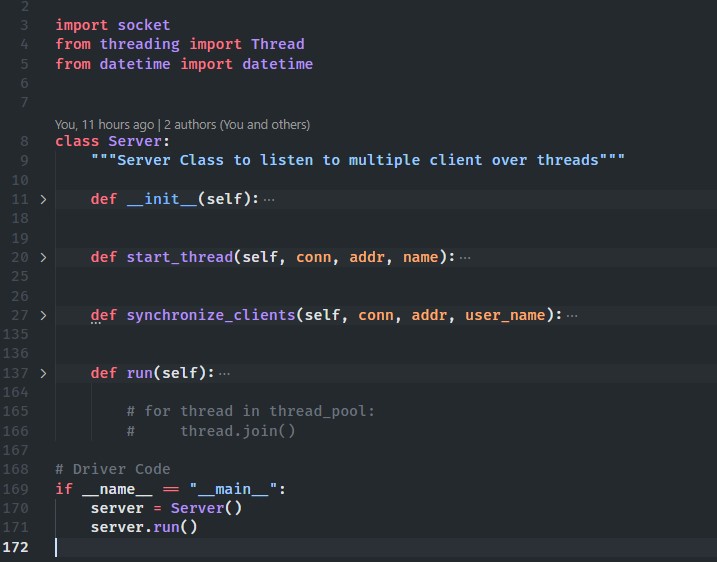 2
3 import socket
4 from threading import Thread
5 from datetime import datetime
6
7
You, 11 hours ago | 2 authors (You and others)
8 class Server:
9 """Server Class to listen to multiple client over threads"""
10
11 def __init__(self): ···
18
19
20 def start_thread(self, conn, addr, name): ···
25
26
27 def synchronize_clients(self, conn, addr, user_name): ···
135
136
137 def run(self): ···
164
165 # for thread in thread_pool:
166 #     thread.join()
167
168 # Driver Code
169 if __name__ == "__main__":
170 server = Server()
171 server.run()
172